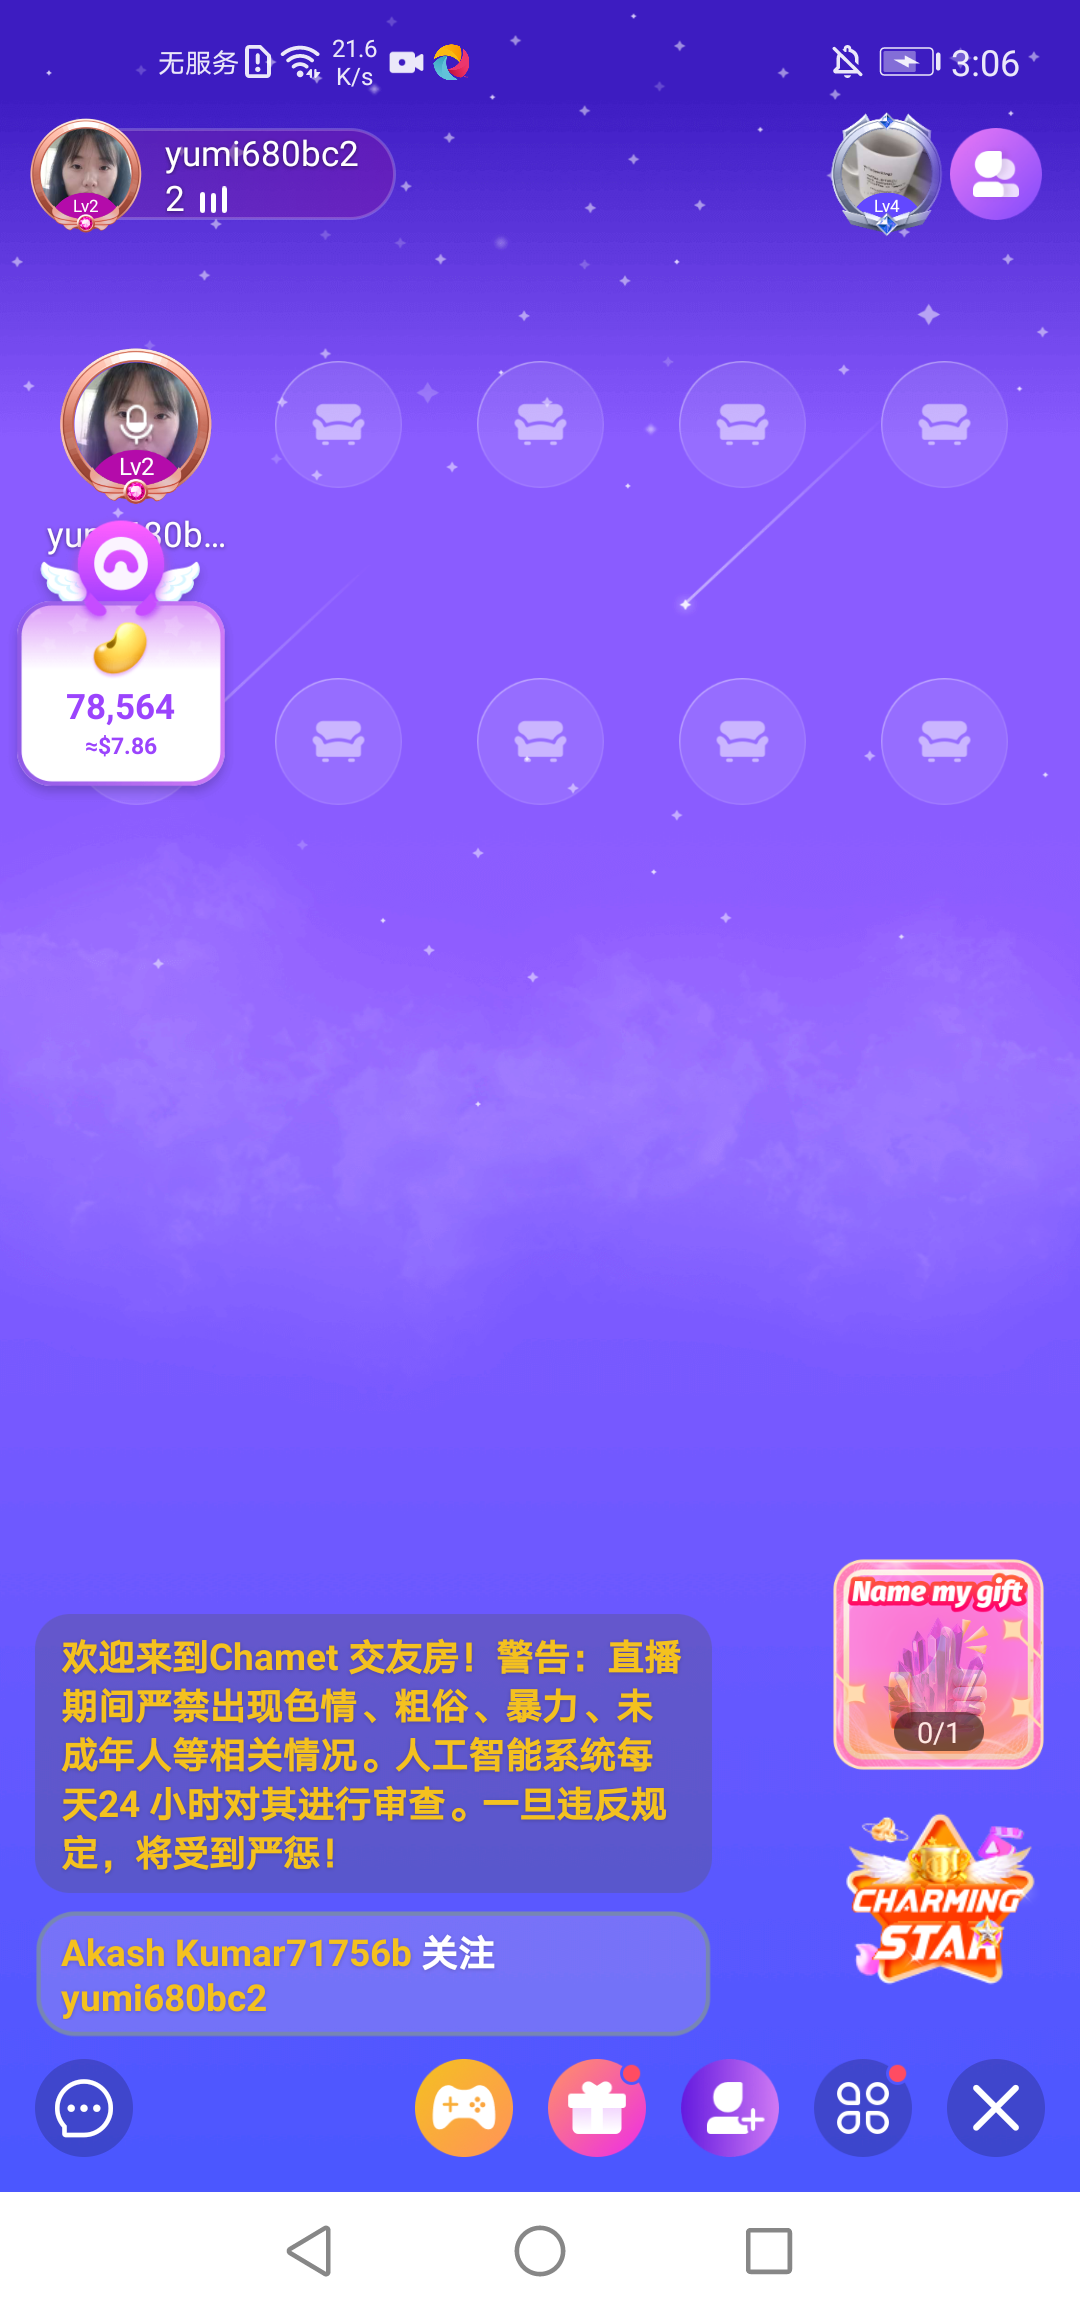 无服务
21.6
K/s
3:06
yumi680bc2
2
Lv2
Lv4
Lv2
78,564
≈$7.86
Name my gift
0/1
欢迎来到Chamet 交友房！警告：直播
期间严禁出现色情、粗俗、暴力、未
成年人等相关情况。人工智能系统每
天24 小时对其进行审查。一旦违反规
定，将受到严惩！
CHARMING
STAR
Akash Kumar71756b 关注
yumi680bc2